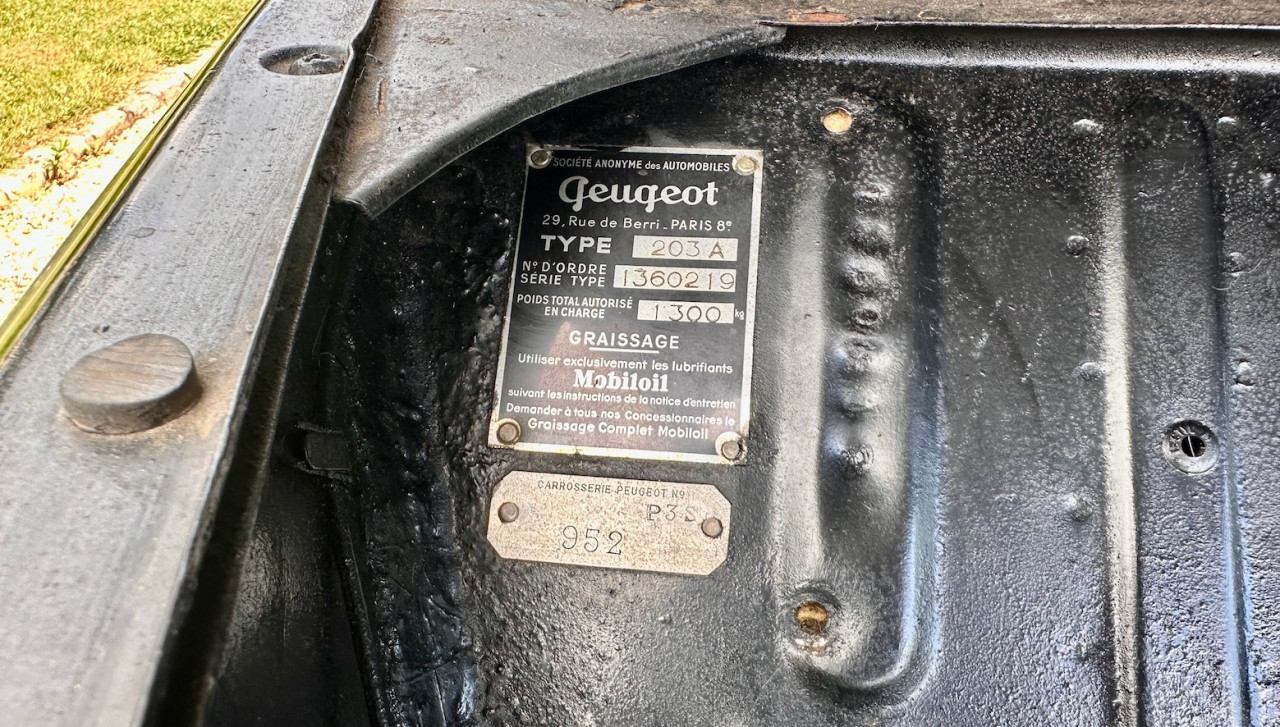 SOCIÉTÉ ANONYME des AUTOMOBILES
Peugeot
29, Rue de Berri - PARIS 8e
TYPE 203 A
N° D'ORDRE
SÉRIE TYPE 1360219
POIDS TOTAL AUTORISÉ
EN CHARGE 1300 kg
GRAISSAGE
Utiliser exclusivement les lubrifiants
Mobiloil
suivant les instructions de la notice d'entretien
Demander à tous nos Concessionnaires le
Graissage Complet Mobiloil
CARROSSERIE PEUGEOT N°
P3S
952